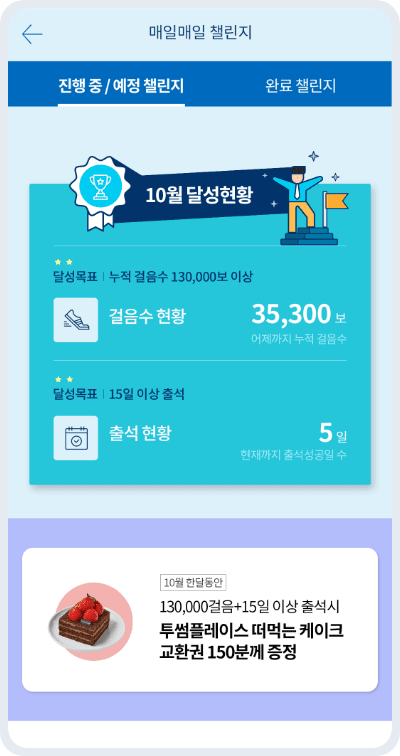 매일매일 챌린지
진행 중 / 예정 챌린지
완료 챌린지
10월 달성현황
달성목표 | 누적 걸음수 130,000보 이상
걸음수 현황
35,300 보
어제까지 누적 걸음수
달성목표 | 15일 이상 출석
출석 현황
5 일
현재까지 출석성공일 수
10월 한달동안
130,000걸음+15일 이상 출석시
투썸플레이스 떠먹는 케이크
교환권 150분께 증정